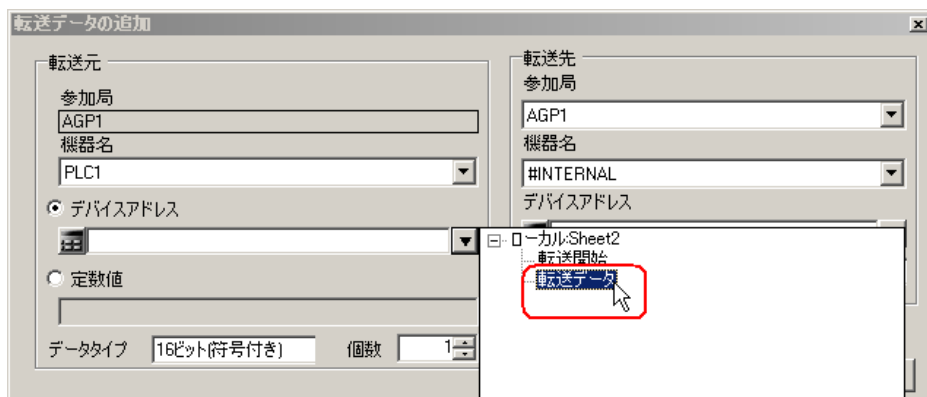 転送データの追加
転送元
参加局
AGP1
機器名
PLC1
デバイスアドレス
定数値
データタイプ 16ビット(符号付き) 個数 1
転送先
参加局
AGP1
機器名
#INTERNAL
デバイスアドレス
ローカル:Sheet2
転送開始
転送データ